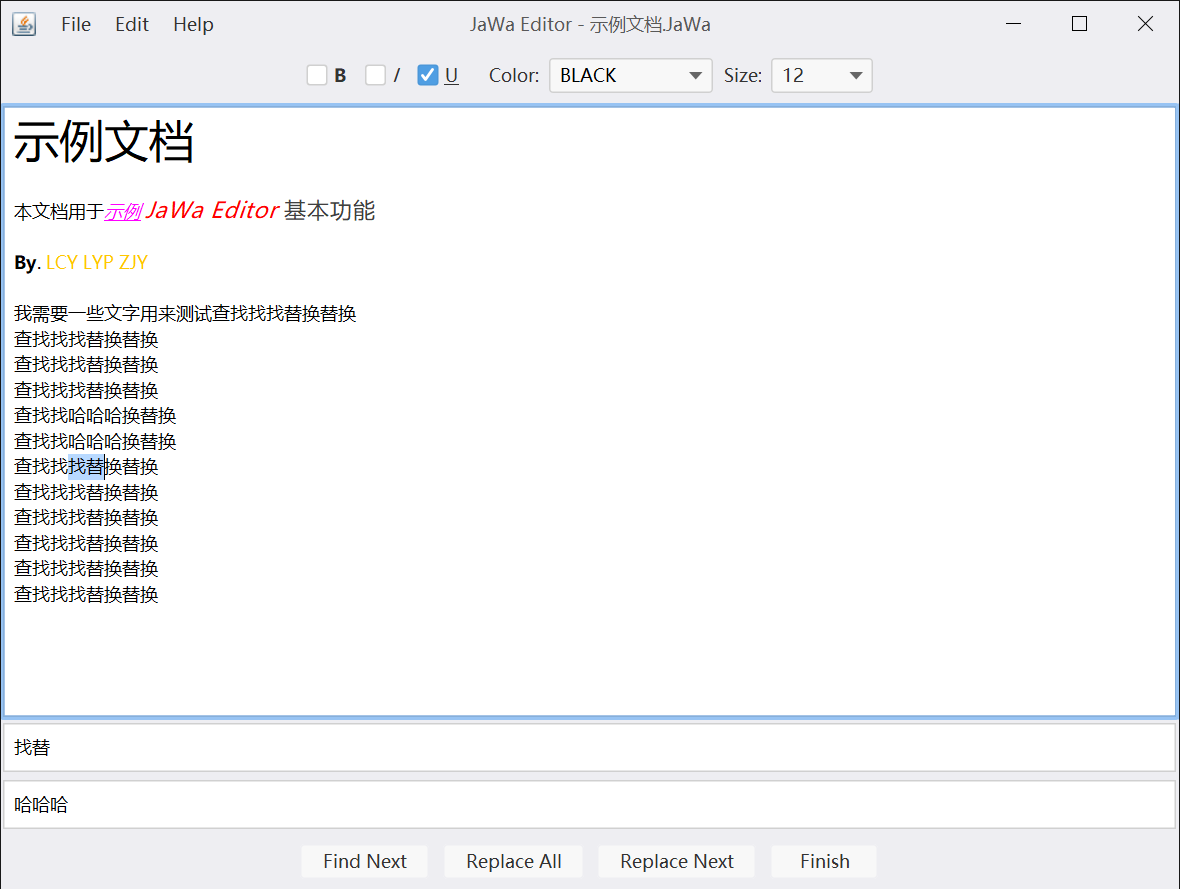 File Edit Help JaWa Editor - 示例文档.JaWa
B / U Color: BLACK Size: 12
示例文档
本文档用于示例 JaWa Editor 基本功能
By. LCY LYP ZJY
我需要一些文字用来测试查找找找替换替换
查找找找替换替换
查找找找替换替换
查找找找替换替换
查找找哈哈哈换替换
查找找哈哈哈换替换
查找找找替换替换
查找找找替换替换
查找找找替换替换
查找找找替换替换
查找找找替换替换
查找找找替换替换
找替
哈哈哈
Find Next Replace All Replace Next Finish